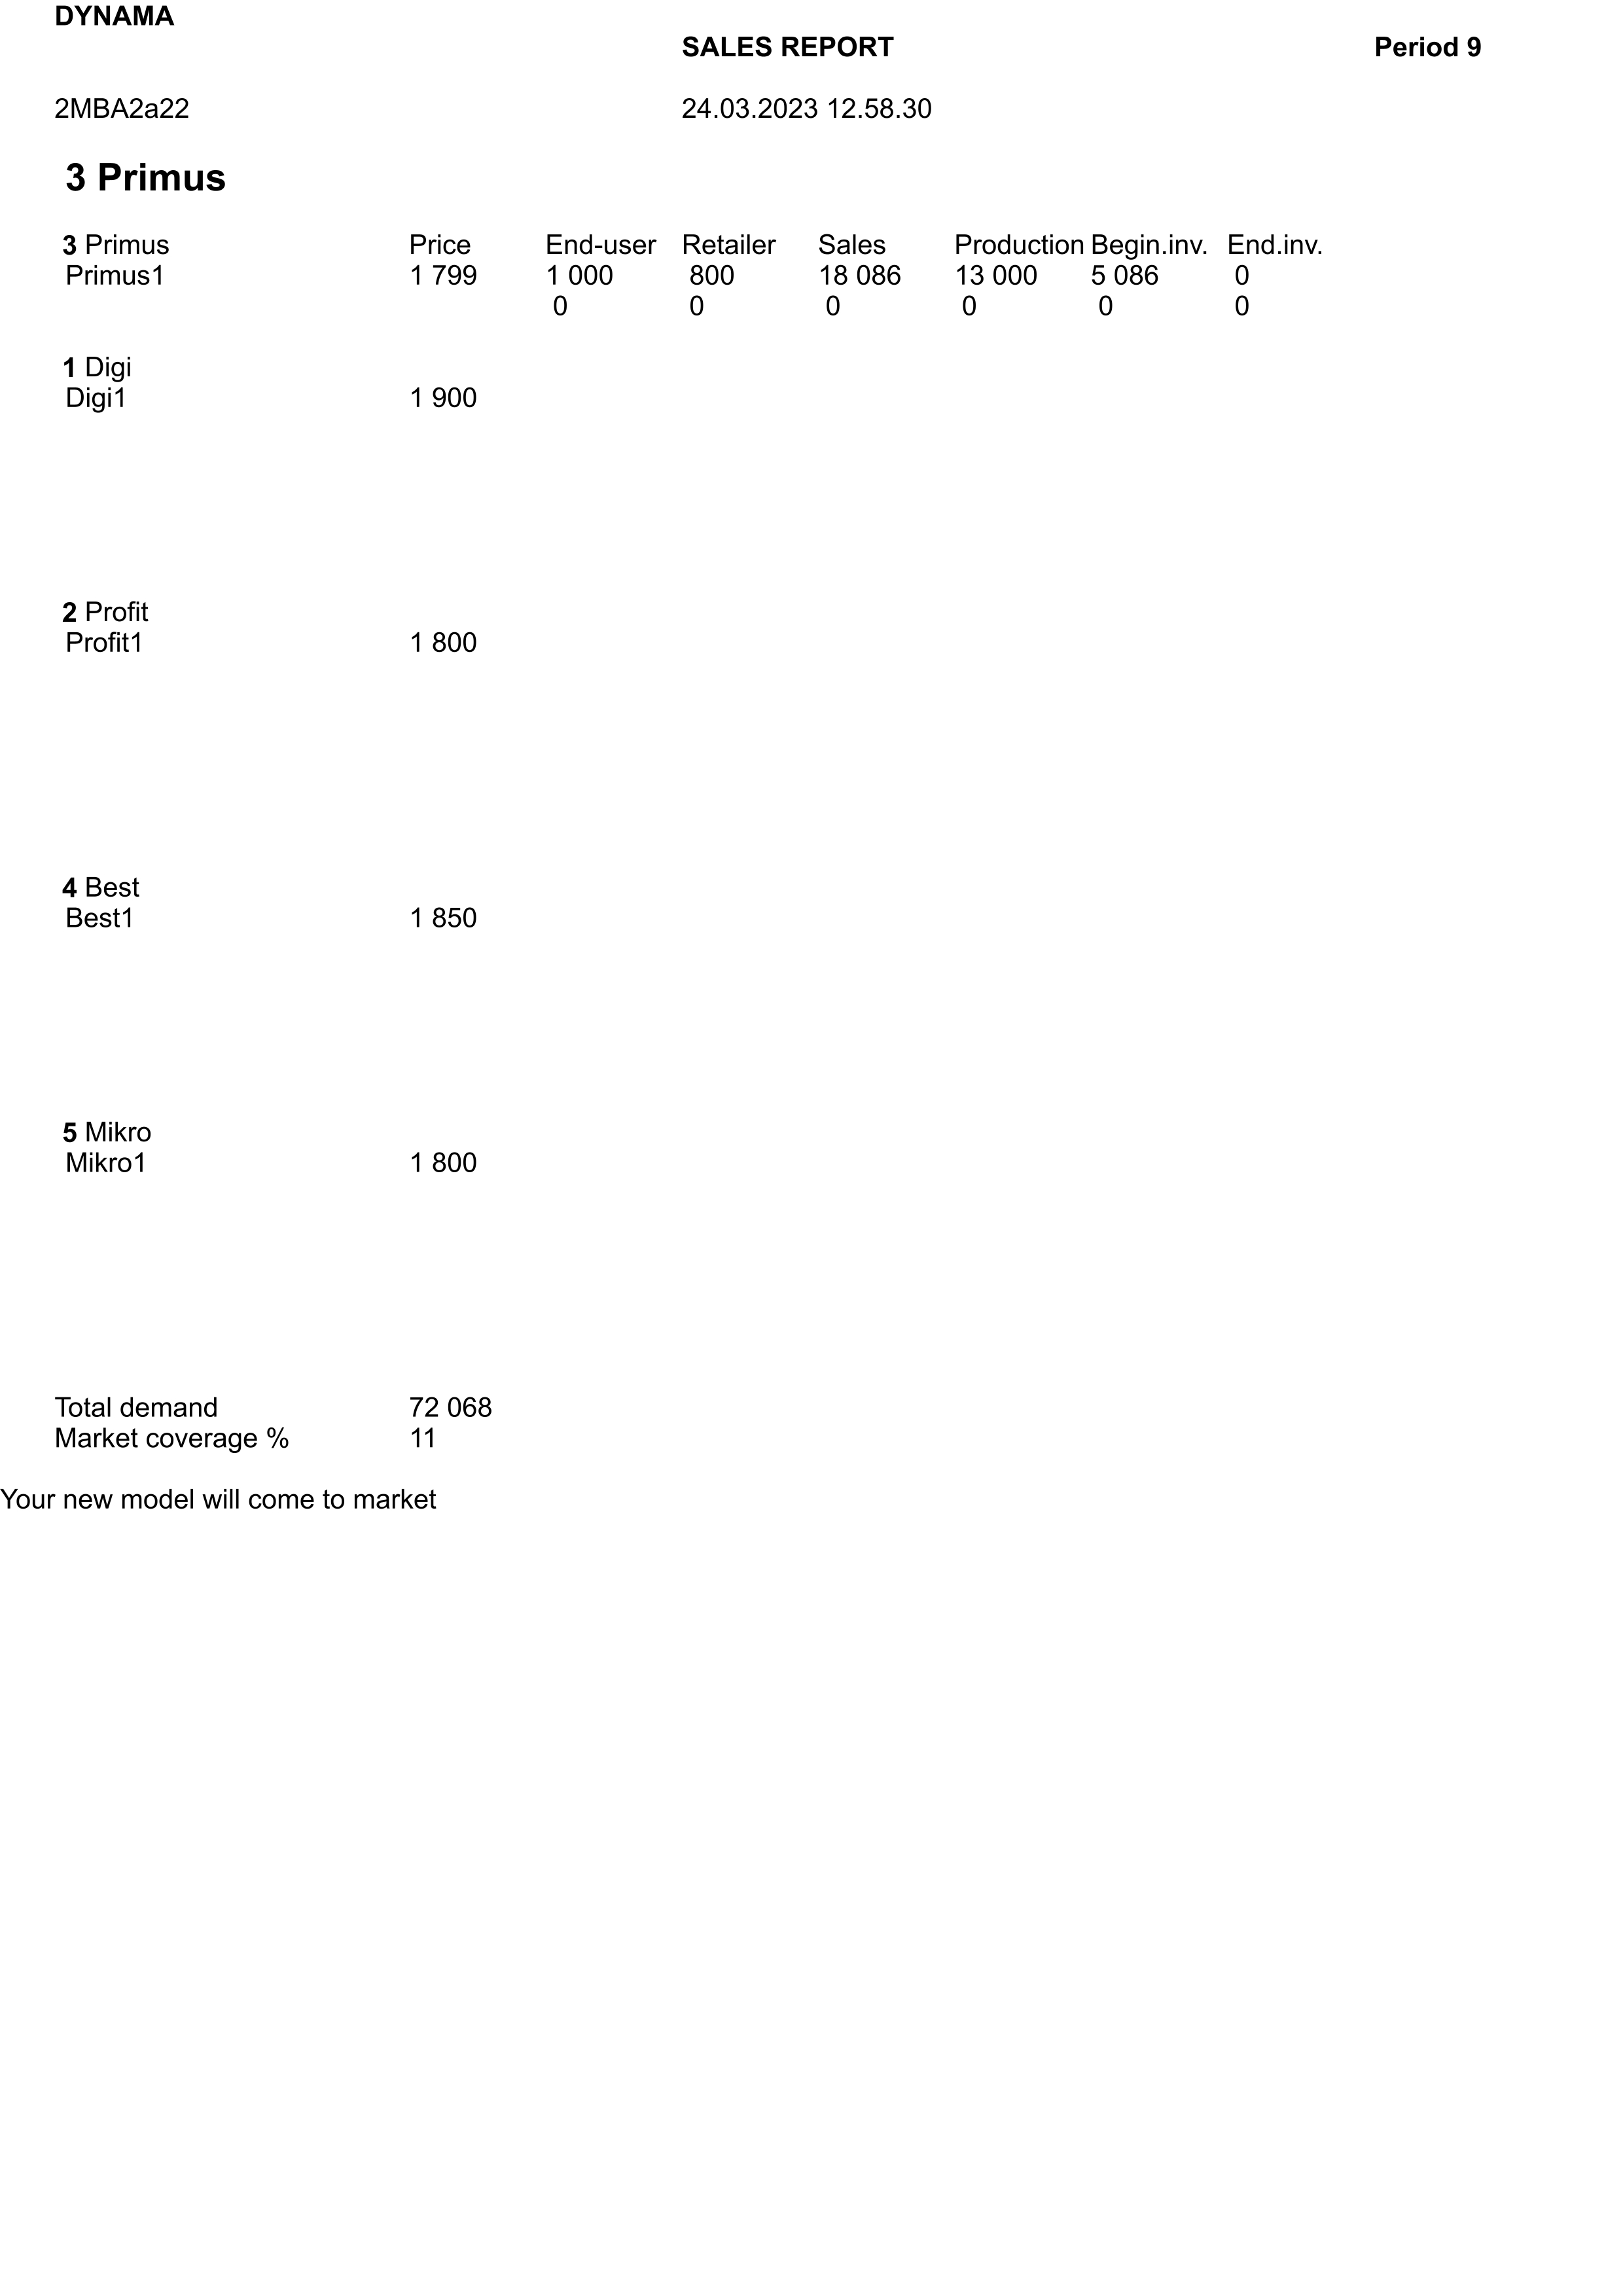 DYNAMA
SALES REPORT Period 9
2MBA2a22 24.03.2023 12.58.30
3 Primus
3 Primus Price End-user Retailer Sales Production Begin.inv. End.inv.
Primus1 1 799 1 000 800 18 086 13 000 5 086 0
0 0 0 0 0 0
1 Digi
Digi1 1 900
2 Profit
Profit1 1 800
4 Best
Best1 1 850
5 Mikro
Mikro1 1 800
Total demand 72 068
Market coverage % 11
Your new model will come to market